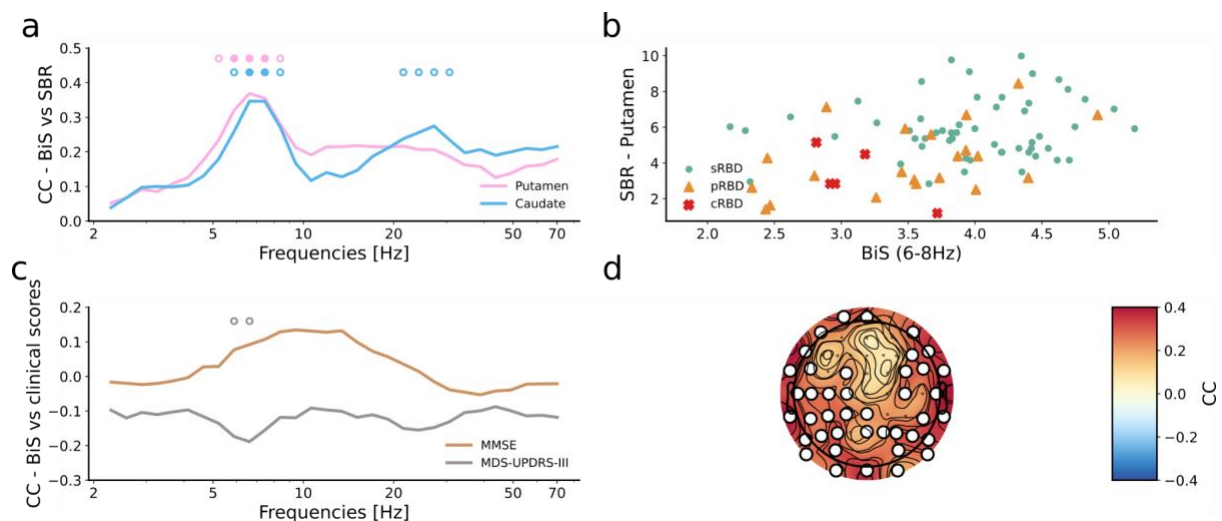 a
CC - BiS vs SBR
0.5
0.4
0.3
0.2
0.1
0.0
Putamen
Caudate
2
5
10
20
50
70
Frequencies [Hz]
b
SBR - Putamen
10
8
6
4
2
sRBD
pRBD
cRBD
2.0
2.5
3.0
3.5
4.0
4.5
5.0
BiS (6-8Hz)
c
CC - BiS vs clinical scores
0.2
0.1
0.0
−0.1
−0.2
−0.3
MMSE
MDS-UPDRS-III
2
5
10
20
50
70
Frequencies [Hz]
d
0.4
0.2
0.0
−0.2
−0.4
CC